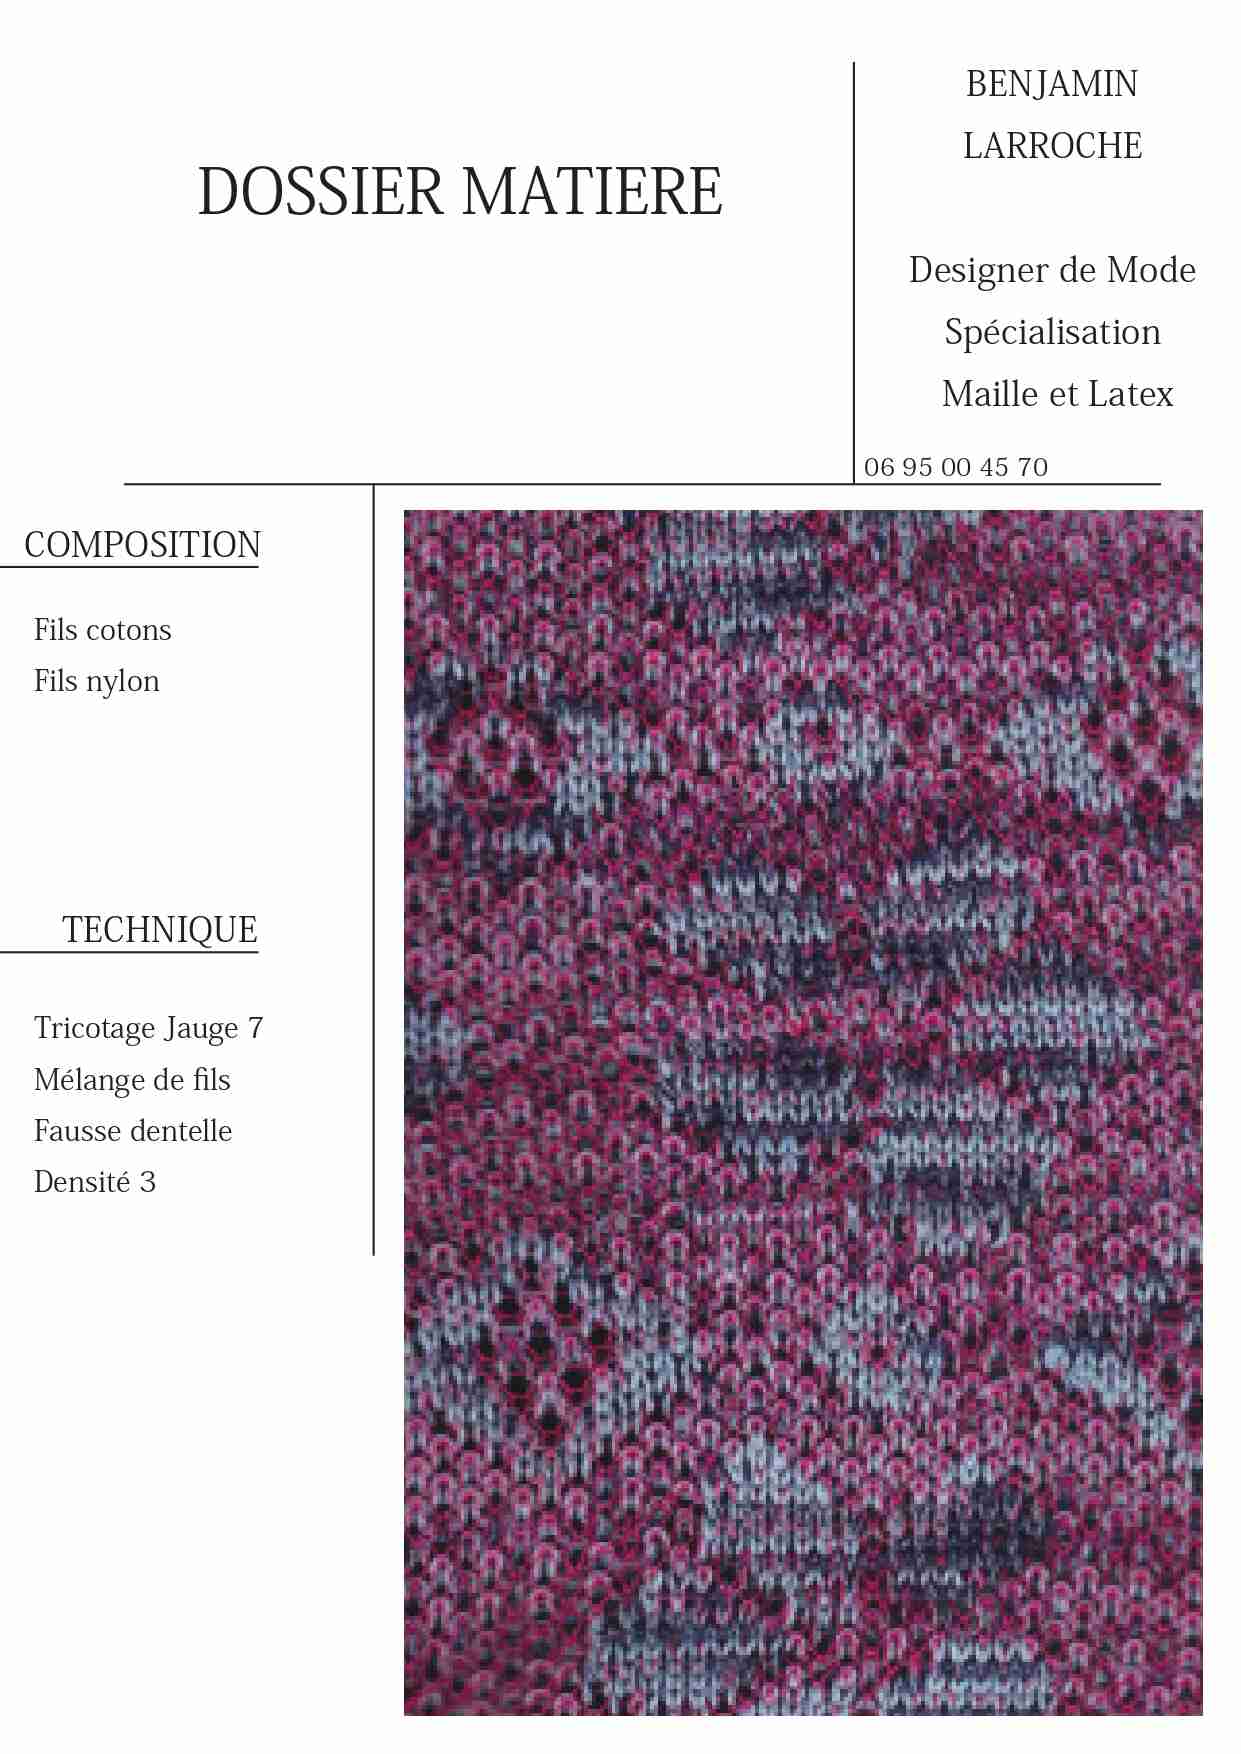 DOSSIER MATIERE
BENJAMIN
LARROCHE
Designer de Mode
Spécialisation
Maille et Latex
06 95 00 45 70
COMPOSITION
Fils cotons
Fils nylon
TECHNIQUE
Tricotage Jauge 7
Mélange de fils
Fausse dentelle
Densité 3